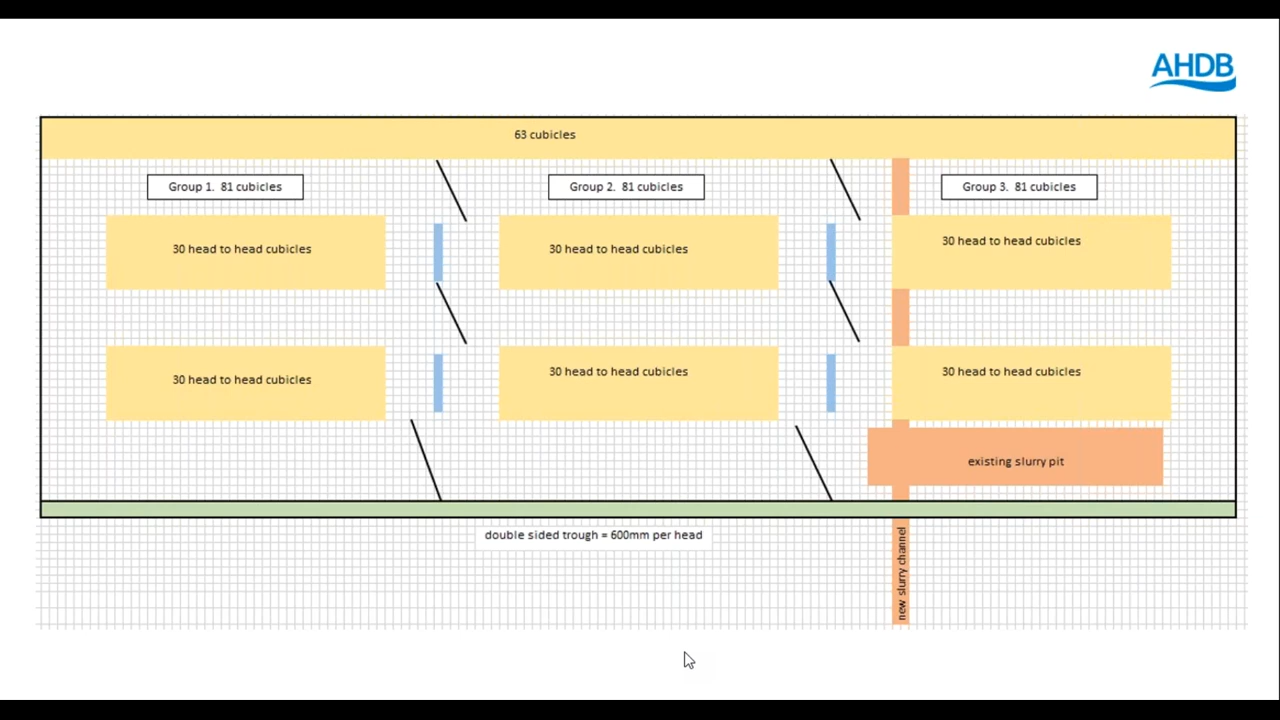 AHDB
63 cubicles
Group 1. 81 cubicles
Group 2. 81 cubicles
Group 3. 81 cubicles
30 head to head cubicles
30 head to head cubicles
30 head to head cubicles
30 head to head cubicles
30 head to head cubicles
30 head to head cubicles
existing slurry pit
double sided trough = 600mm per head
new slurry channel